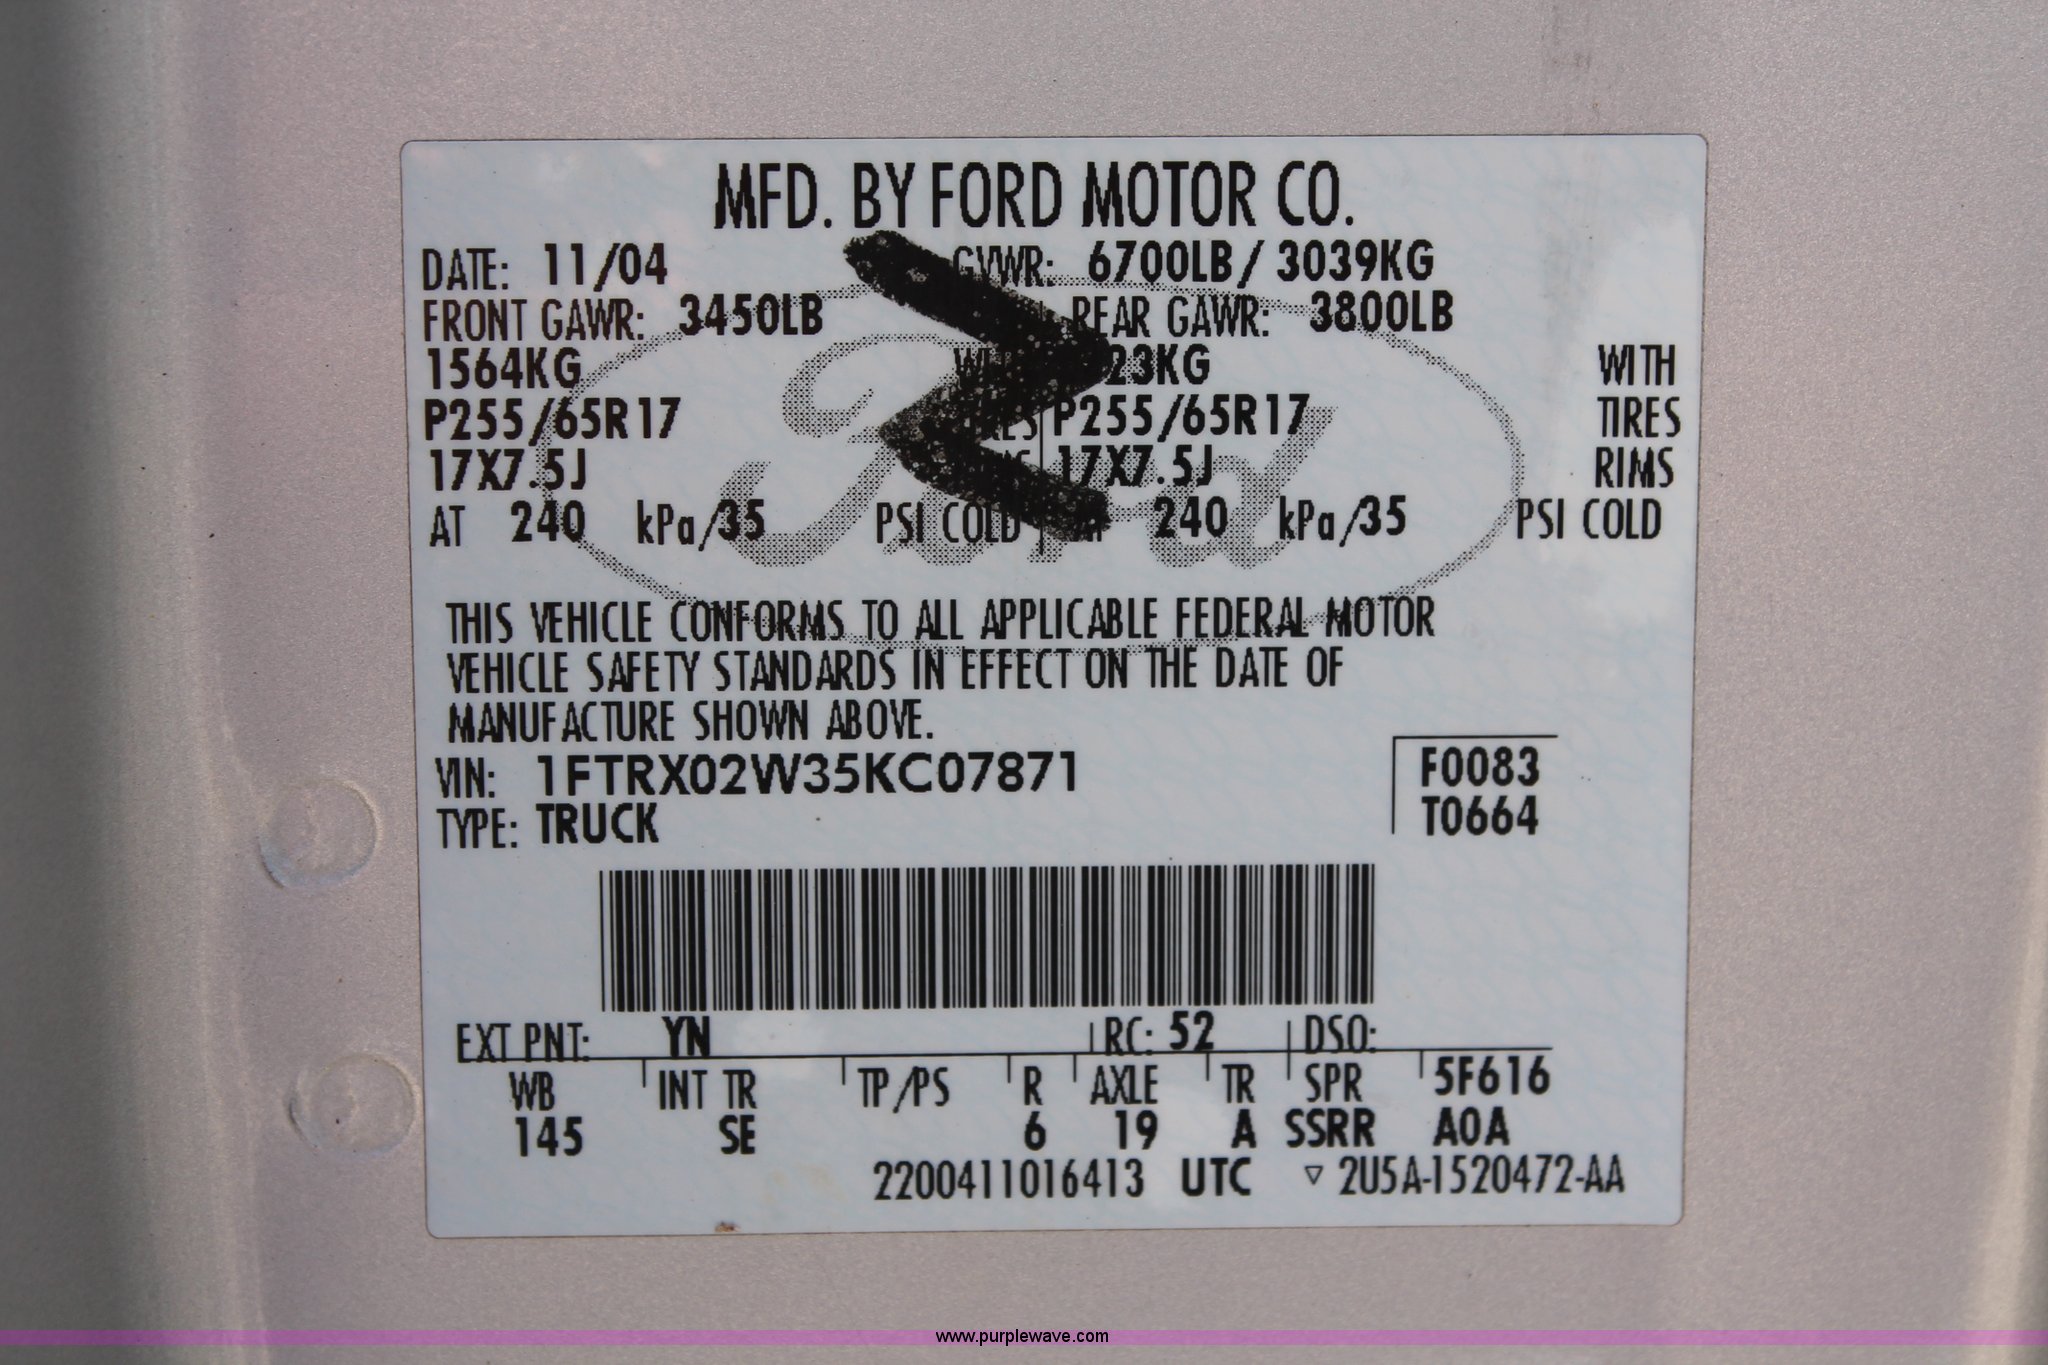 MFD. BY FORD MOTOR CO.
DATE: 11/04 GVWR: 6700LB/ 3039KG
FRONT GAWR: 3450LB REAR GAWR: 3800LB
1564KG 23KG WITH
P255/65R17 P255/65R17 TIRES
17X7.5J 17X7.5J RIMS
AT 240 kPa/35 PSI COLD 240 kPa/35 PSI COLD
Ford
THIS VEHICLE CONFORMS TO ALL APPLICABLE FEDERAL MOTOR
VEHICLE SAFETY STANDARDS IN EFFECT ON THE DATE OF
MANUFACTURE SHOWN ABOVE.
VIN: 1FTRX02W35KC07871 F0083
TYPE: TRUCK T0664
EXT PNT: YN RC: 52 DSO:
WB INT TR TP/PS R AXLE TR SPR 5F616
145 SE 6 19 A SSRR A0A
2200411016413 UTC ▽ 2U5A-1520472-AA
www.purplewave.com